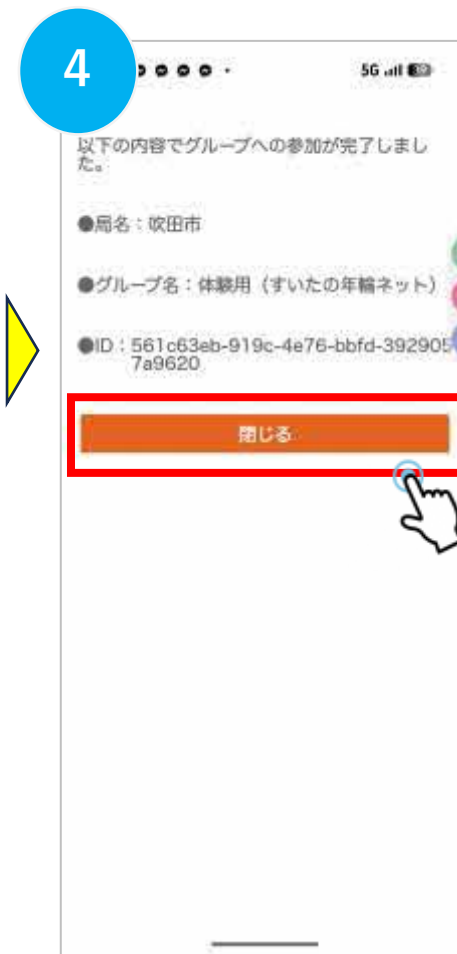 4
5G
以下の内容でグループへの参加が完了しまし
た。
●局名：吹田市
●グループ名：体験用（すいたの年輪ネット）
●ID：561c63eb-919c-4e76-bbfd-392905
7a9620
閉じる